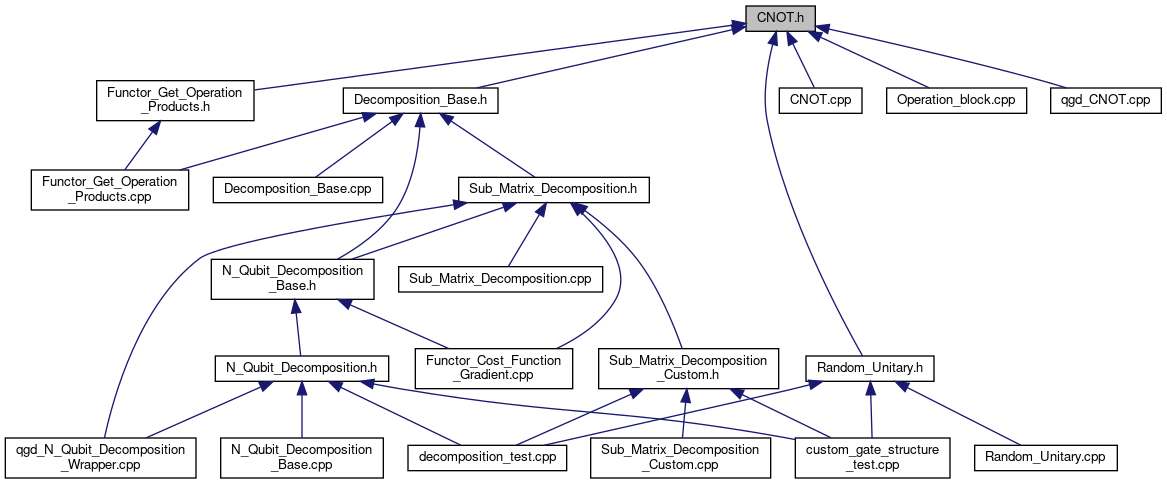 CNOT.h
Functor_Get_Operation
_Products.h
Decomposition_Base.h
CNOT.cpp
Operation_block.cpp
qgd_CNOT.cpp
Functor_Get_Operation
_Products.cpp
Decomposition_Base.cpp
Sub_Matrix_Decomposition.h
N_Qubit_Decomposition
_Base.h
Sub_Matrix_Decomposition.cpp
N_Qubit_Decomposition.h
Functor_Cost_Function
_Gradient.cpp
Sub_Matrix_Decomposition
_Custom.h
Random_Unitary.h
qgd_N_Qubit_Decomposition
_Wrapper.cpp
N_Qubit_Decomposition
_Base.cpp
decomposition_test.cpp
Sub_Matrix_Decomposition
_Custom.cpp
custom_gate_structure
_test.cpp
Random_Unitary.cpp